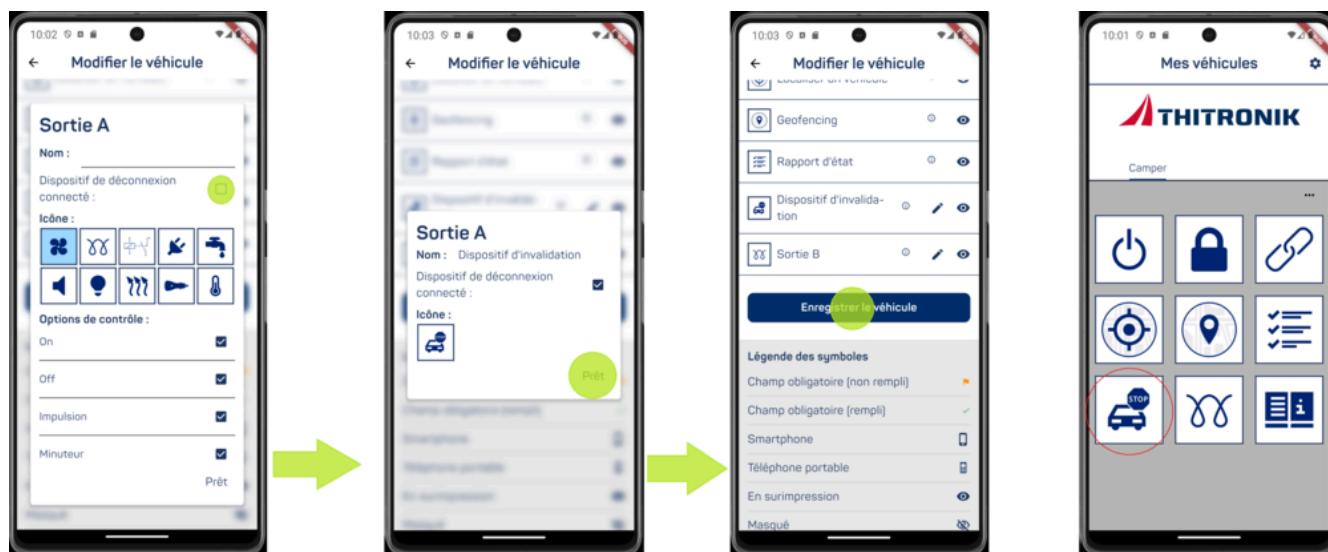 10:02
Modifier le véhicule
Sortie A
Nom :
Dispositif de déconnexion
connecté :
Icône :
Options de contrôle :
On
Off
Impulsion
Minuteur
Prêt
Masqué
10:03
Modifier le véhicule
Geofencing
Rapport d'état
Sortie A
Nom : Dispositif d'invalidation
Dispositif de déconnexion
connecté :
Icône :
Prêt
Champ obligatoire (rempli)
Smartphone
Téléphone portable
En surimpression
Masqué
10:03
Modifier le véhicule
Localiser un véhicule
Geofencing
Rapport d'état
Dispositif d'invalida-
tion
Sortie B
Enregistrer le véhicule
Légende des symboles
Champ obligatoire (non rempli)
Champ obligatoire (rempli)
Smartphone
Téléphone portable
En surimpression
Masqué
10:01
Mes véhicules
THITRONIK
Camper
STOP